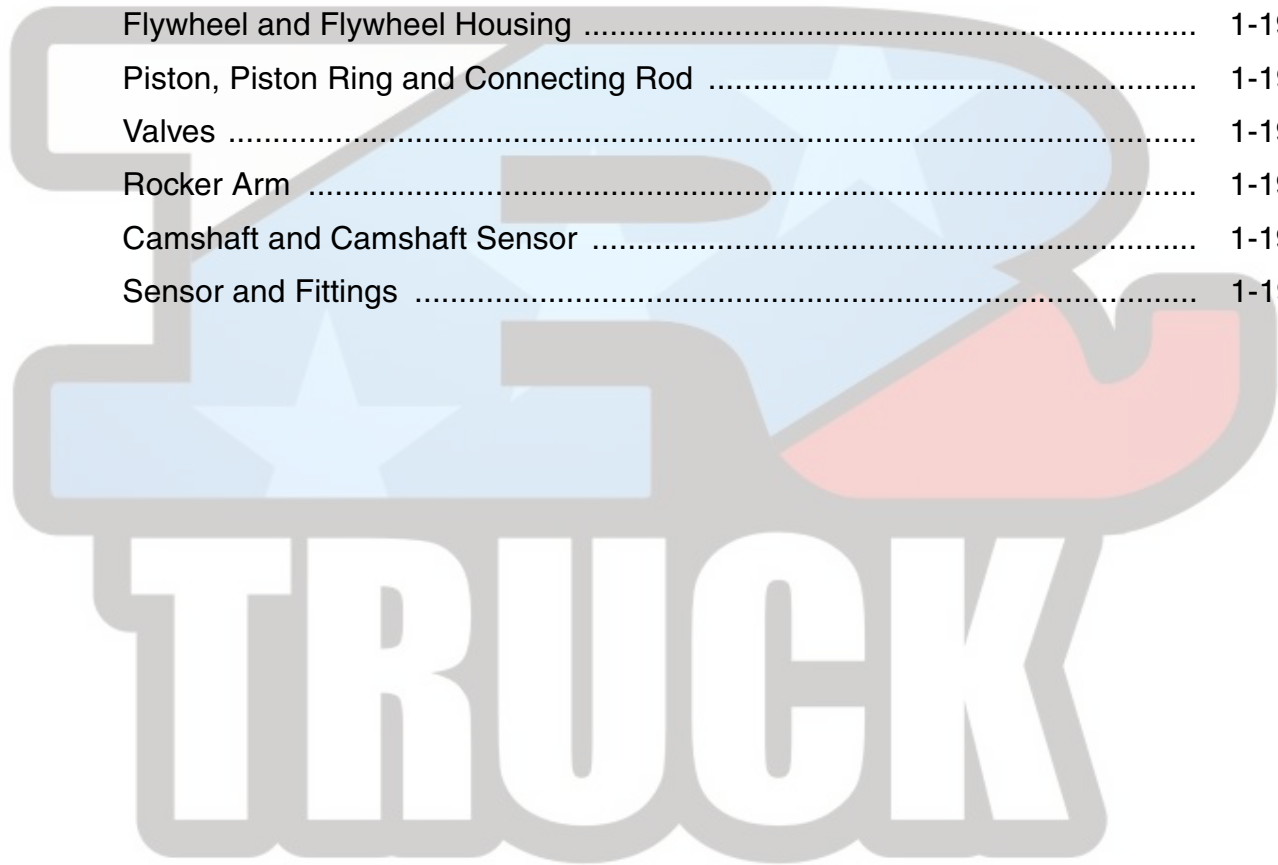 Flywheel and Flywheel Housing ........................................................................ 1-19
Piston, Piston Ring and Connecting Rod ......................................................... 1-19
Valves ................................................................................................................. 1-19
Rocker Arm ........................................................................................................ 1-19
Camshaft and Camshaft Sensor ....................................................................... 1-19
Sensor and Fittings ........................................................................................... 1-19
TRUCK